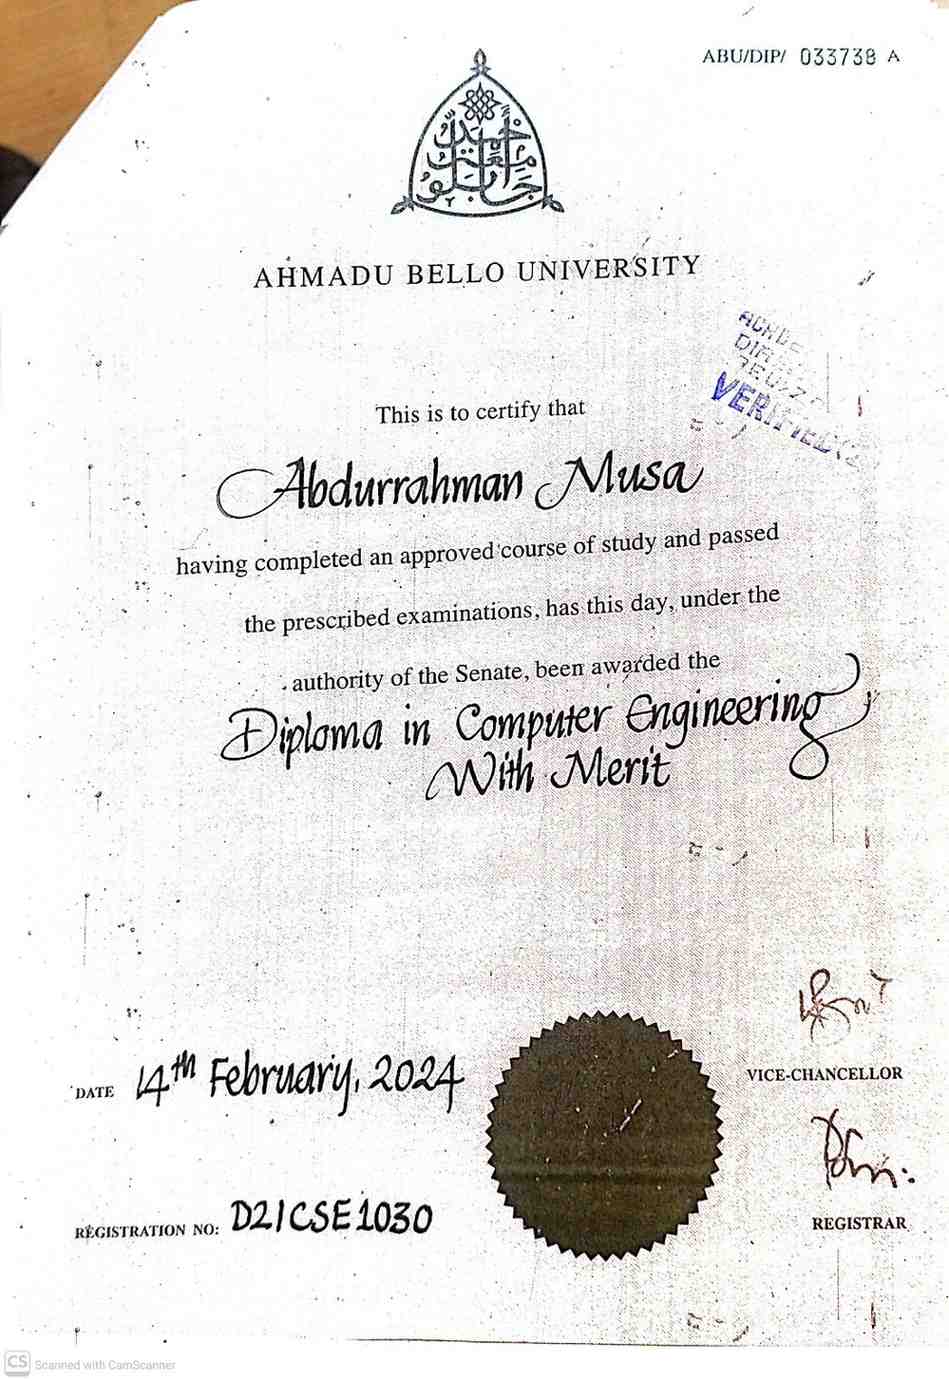 ABU/DIP/ 033738 A
AHMADU BELLO UNIVERSITY
VERIFIED
This is to certify that
Abdurrahman Musa
having completed an approved course of study and passed
the prescribed examinations, has this day, under the
authority of the Senate, been awarded the
Diploma in Computer Engineering
With Merit
VICE-CHANCELLOR
DATE 14th February, 2024
REGISTRATION NO: D21CSE1030
REGISTRAR
CS Scanned with CamScanner